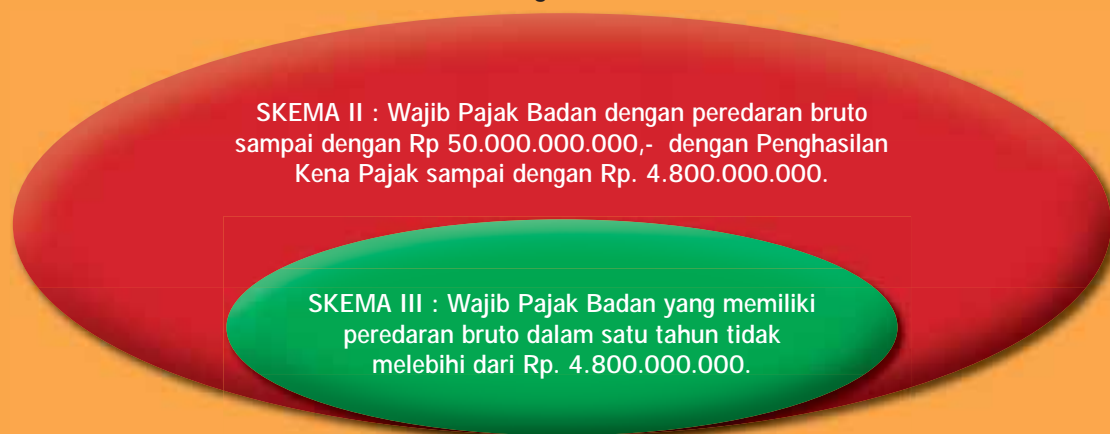 SKEMA II : Wajib Pajak Badan dengan peredaran bruto
sampai dengan Rp 50.000.000.000,- dengan Penghasilan
Kena Pajak sampai dengan Rp. 4.800.000.000.
SKEMA III : Wajib Pajak Badan yang memiliki
peredaran bruto dalam satu tahun tidak
melebihi dari Rp. 4.800.000.000.